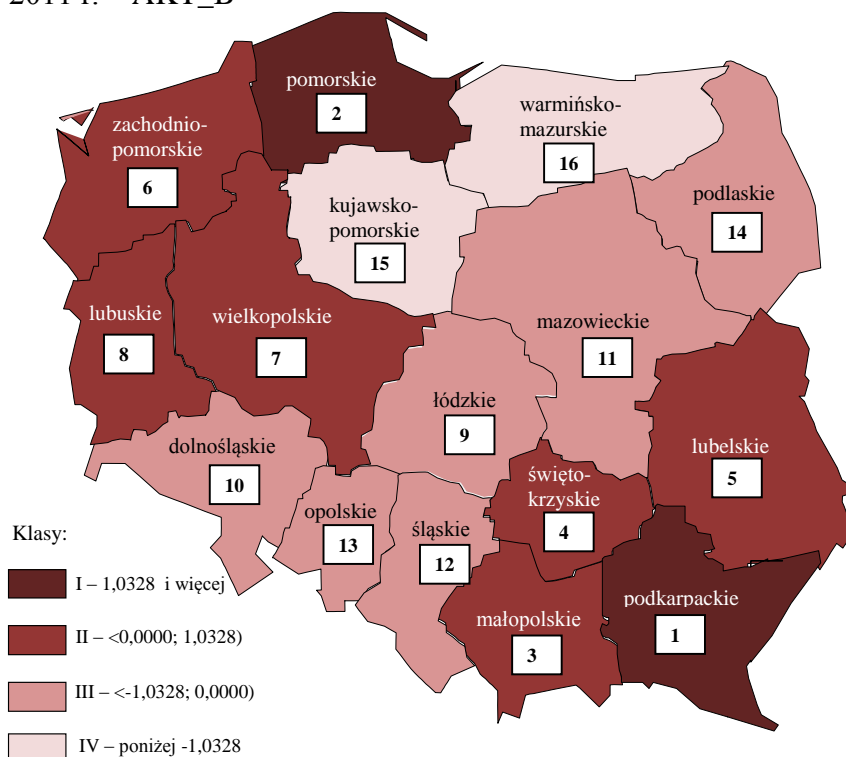 2011 r. – AKT_B
pomorskie
2
warmińsko-
mazurskie
16
zachodnio-
pomorskie
6
podlaskie
14
kujawsko-
pomorskie
15
lubuskie
8
wielkopolskie
7
mazowieckie
11
łódzkie
9
dolnośląskie
10
lubelskie
5
święto-
krzyskie
4
opolskie
13
śląskie
12
podkarpackie
1
małopolskie
3
Klasy:
I – 1,0328 i więcej
II – <0,0000; 1,0328)
III – <-1,0328; 0,0000)
IV – poniżej -1,0328